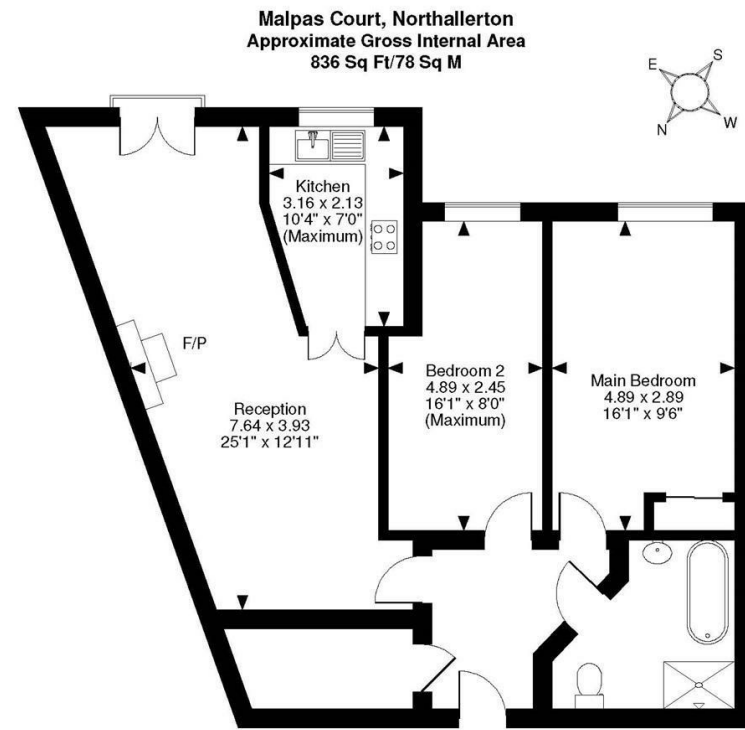 Malpas Court, Northallerton
Approximate Gross Internal Area
836 Sq Ft/78 Sq M
E
S
N
W
Kitchen
3.16 x 2.13
10'4" x 7'0"
(Maximum)
F/P
Reception
7.64 x 3.93
25'1" x 12'11"
Bedroom 2
4.89 x 2.45
16'1" x 8'0"
(Maximum)
Main Bedroom
4.89 x 2.89
16'1" x 9'6"